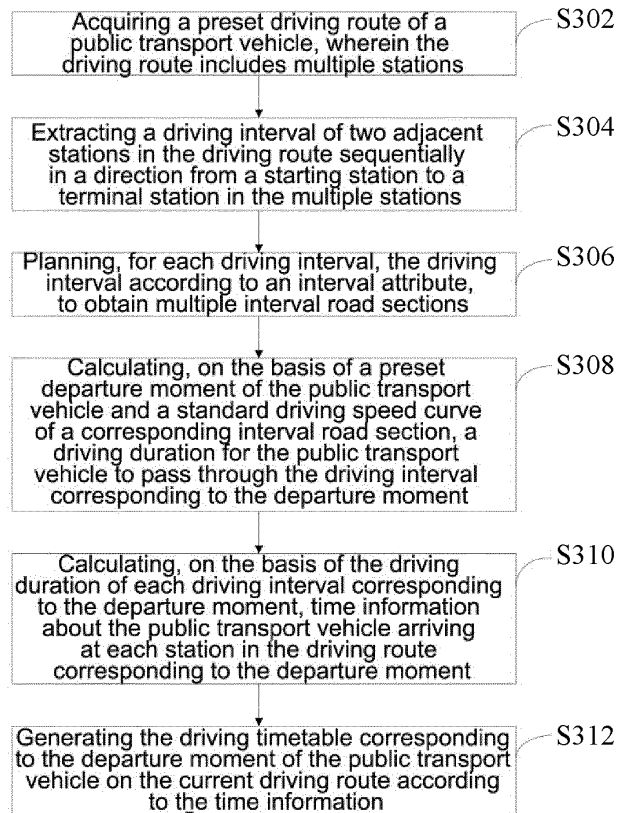 Acquiring a preset driving route of a
public transport vehicle, wherein the
driving route includes multiple stations
S302
Extracting a driving interval of two adjacent
stations in the driving route sequentially
in a direction from a starting station to a
terminal station in the multiple stations
S304
Planning, for each driving interval, the driving
interval according to an interval attribute,
to obtain multiple interval road sections
S306
Calculating, on the basis of a preset
departure moment of the public transport
vehicle and a standard driving speed curve
of a corresponding interval road section, a
driving duration for the public transport
vehicle to pass through the driving interval
corresponding to the departure moment
S308
Calculating, on the basis of the driving
duration of each driving interval corresponding
to the departure moment, time information
about the public transport vehicle arriving
at each station in the driving route
corresponding to the departure moment
S310
Generating the driving timetable corresponding
to the departure moment of the public transport
vehicle on the current driving route according
to the time information
S312